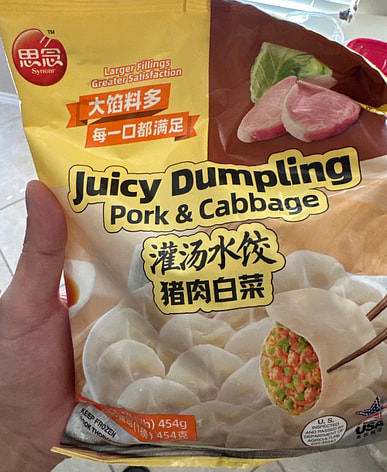 思念
TM
Synear
Larger Fillings
Greater Satisfaction
大馅料多
每一口都满足
Juicy Dumpling
Pork & Cabbage
灌汤水饺
猪肉白菜
454g
454克
KEEP FROZEN
U. S.
INSPECTED
AND PASSED BY
DEPARTMENT OF
AGRICULTURE
USA